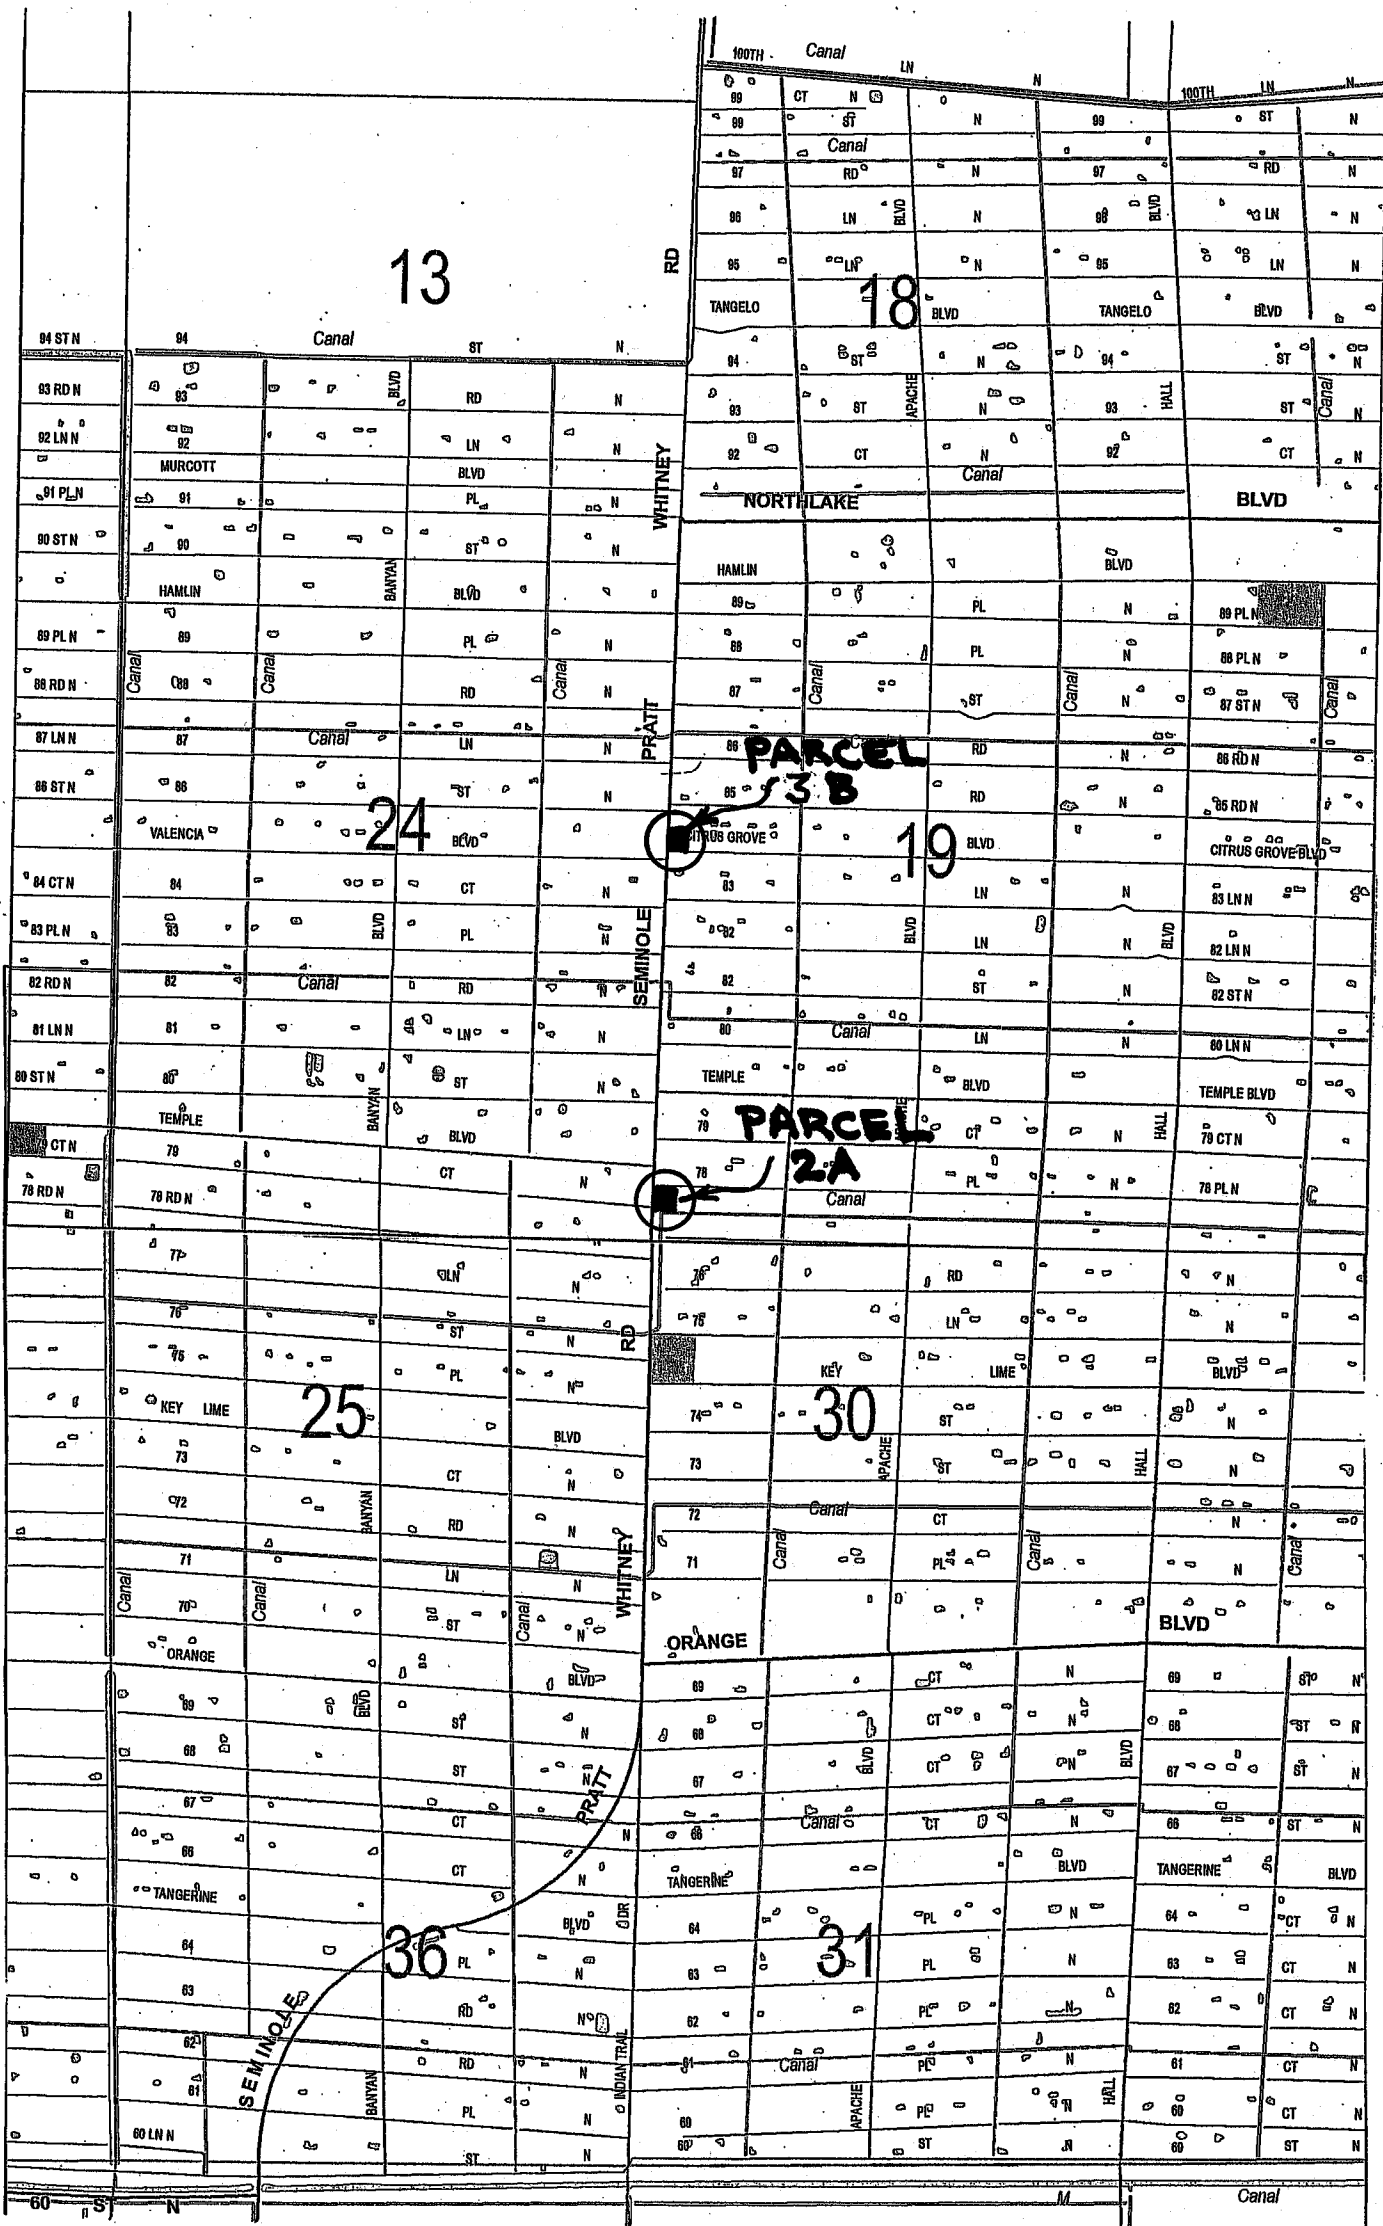 100TH Canal LN N
100TH LN N
99 CT N
99 ST N 99 ST N
Canal
97 RD N 97 RD N
96 LN BLVD N 96 BLVD LN N
RD
95 LN N 95 LN N
13
18
TANGELO BLVD TANGELO BLVD
94 ST N 94 Canal ST N
94 ST N 94 ST N
93 RD N 93 BLVD RD N
93 ST APACHE N 93 HALL ST Canal N
92 LN N 92 LN N
92 CT N 92 CT N
MURCOTT BLVD
WHITNEY
Canal
91 PL N 91 PL N
NORTHLAKE BLVD
90 ST N 90 ST N
HAMLIN BANYAN BLVD
HAMLIN BLVD
89 PL N 89 PL N
89 PL N 89 PL N
88 PL N 88 PL N
88 RD N Canal 88 Canal RD Canal N
87 Canal ST Canal N 87 ST N Canal
PRATT
87 LN N 87 Canal LN N
86 RD N 86 RD N
PARCEL
3 B
86 ST N 86 ST N
85 RD N 85 RD N
VALENCIA 24 BLVD
CITRUS GROVE 19 BLVD CITRUS GROVE BLVD
84 CT N 84 CT N
83 LN N 83 LN N
83 PL N 83 BLVD PL N
SEMINOLE
82 BLVD LN N BLVD 82 LN N
82 RD N 82 Canal RD N
82 ST N 82 ST N
81 LN N 81 LN N
80 Canal LN N 80 LN N
80 ST N 80 ST N
TEMPLE BLVD TEMPLE BLVD
TEMPLE BANYAN BLVD
PARCEL
2A
79 CT N HALL 79 CT N
CT N 79 CT N
78 RD N 78 RD N
78 PL N 78 PL N
Canal
77 LN N
76 RD N
76 ST N
75 LN N
RD
75 PL N
KEY LIME BLVD
KEY LIME 25 BLVD
74 30 ST N
73 CT N
73 APACHE ST HALL N
72 BANYAN RD N
72 Canal CT N
71 LN N
71 Canal PL Canal N Canal
WHITNEY
Canal 70 Canal ST Canal N
ORANGE BLVD
ORANGE BLVD
69 BLVD ST N
69 CT N 69 ST N
68 ST N
68 CT N 68 ST N
PRATT
67 BLVD CT N BLVD 67 ST N
67 CT N
66 Canal CT N 66 ST N
66 CT N
TANGERINE BLVD TANGERINE BLVD
TANGERINE BLVD DR
64 PL N 64 CT N
36
31
64 PL N
63 PL N 63 CT N
63 RD N
SEMINOLE
62 PL N 62 CT N
62 RD N
INDIAN TRAIL
61 Canal PL N 61 CT N
61 BANYAN PL N
60 APACHE PL N HALL 60 CT N
60 LN N ST N
60 ST N 60 ST N
60 S N M Canal